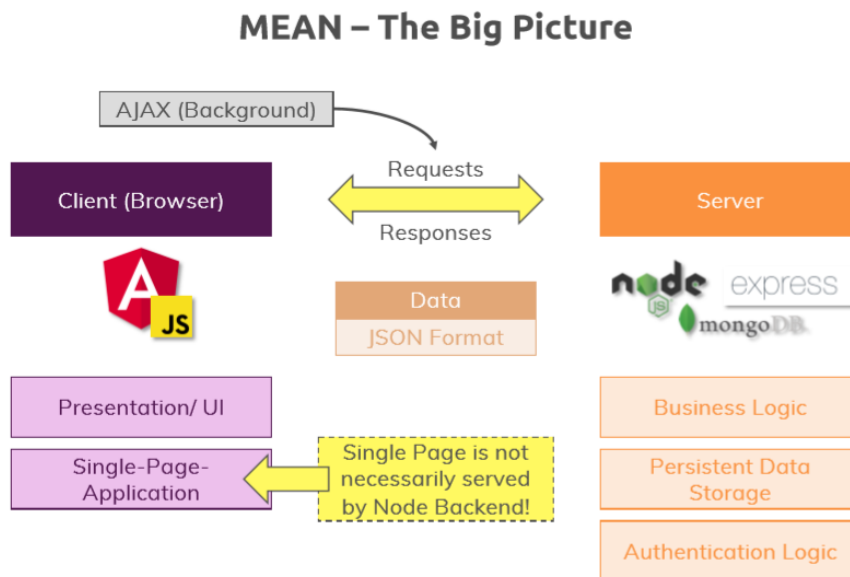 MEAN – The Big Picture
AJAX (Background)
Requests
Client (Browser)
Server
Responses
A
JS
node
JS
express
mongoDB
Data
JSON Format
Presentation/ UI
Business Logic
Single-Page-
Application
Single Page is not
necessarily served
by Node Backend!
Persistent Data
Storage
Authentication Logic